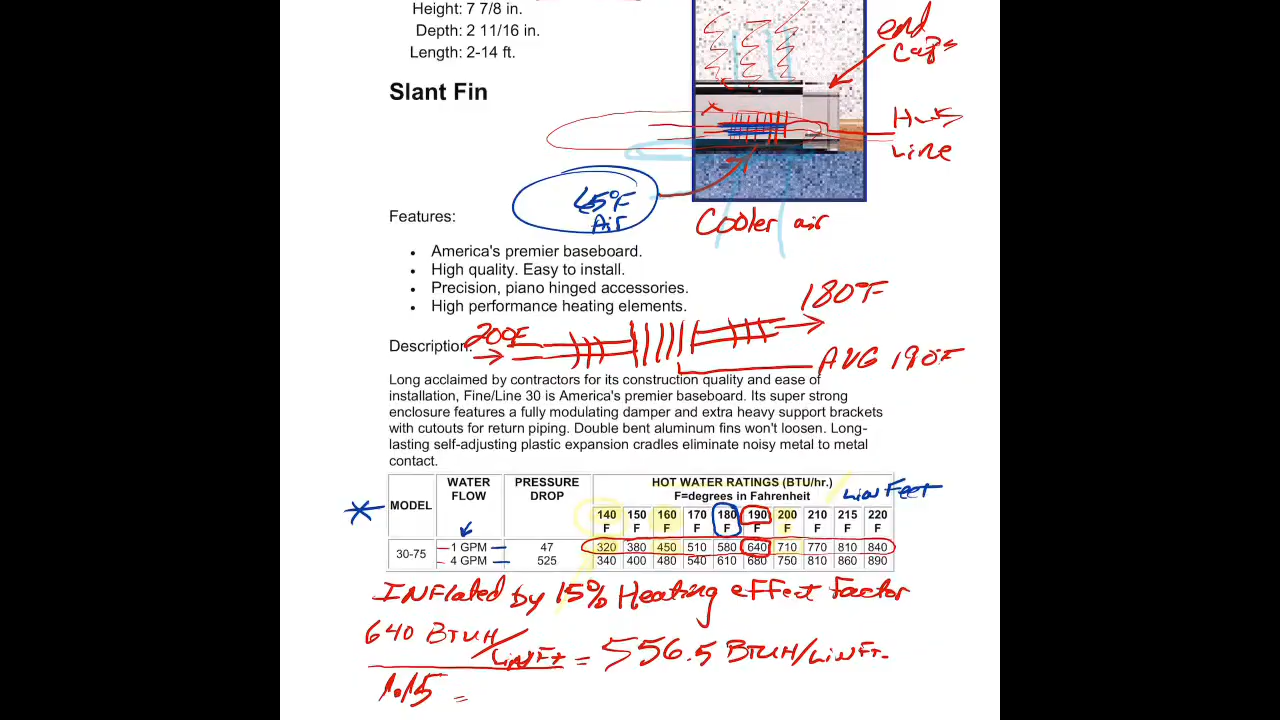 Height: 7 7/8 in.
Depth: 2 11/16 in.
Length: 2-14 ft.
end
caps
Slant Fin
Line
65°F
Air
Cooler air
Features:
• America's premier baseboard.
• High quality. Easy to install.
• Precision, piano hinged accessories.
• High performance heating elements.
180°F
200°F
Description:
AVG 190°F
Long acclaimed by contractors for its construction quality and ease of
installation, Fine/Line 30 is America's premier baseboard. Its super strong
enclosure features a fully modulating damper and extra heavy support brackets
with cutouts for return piping. Double bent aluminum fins won't loosen. Long-
lasting self-adjusting plastic expansion cradles eliminate noisy metal to metal
contact.
MODEL WATER FLOW PRESSURE DROP HOT WATER RATINGS (BTU/hr.) Lin Feet
F=degrees in Fahrenheit
140 F 150 F 160 F 170 F 180 F 190 F 200 F 210 F 215 F 220 F
30-75 1 GPM 47 320 380 450 510 580 640 710 770 810 840
4 GPM 525 340 400 480 540 610 680 750 810 860 890
INFlated by 15% Heating effect Factor
640 BTUH/LinFt = 556.5 BTUH/LinFt.
1.15 =